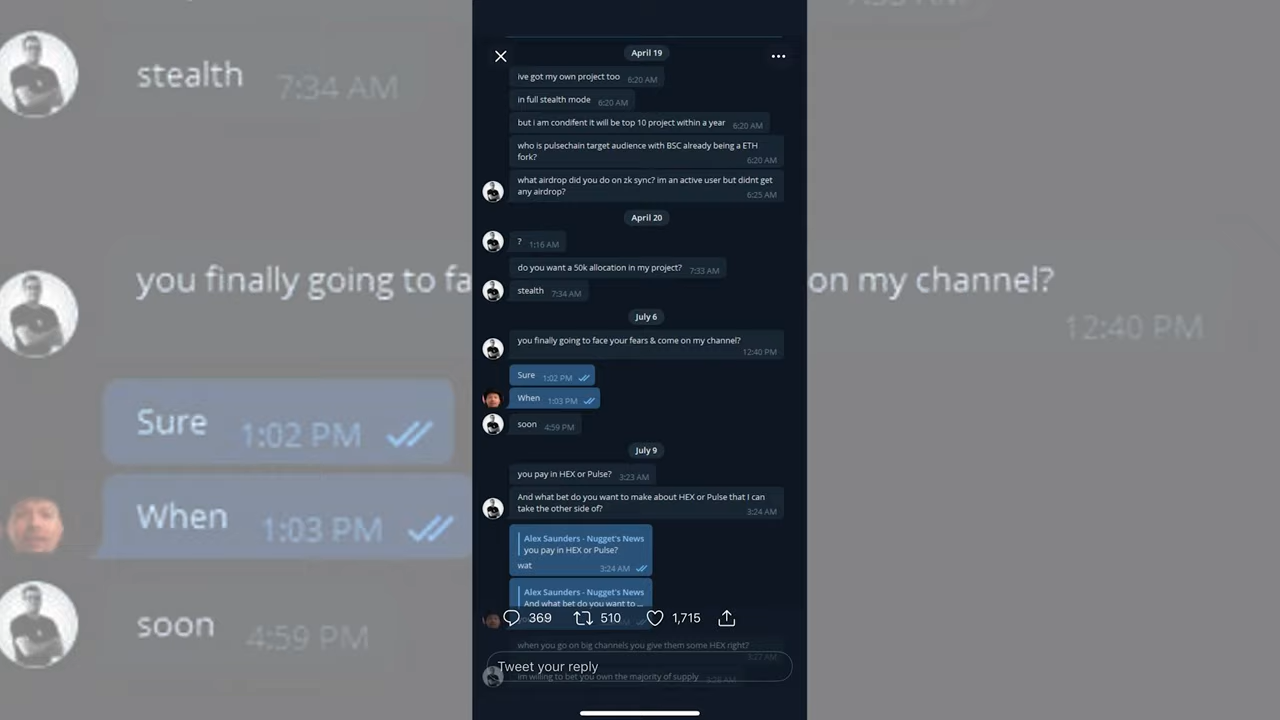 stealth 7:34 AM
you finally going to fa
on my channel?
12:40 PM
Sure 1:02 PM
When 1:03 PM
soon 4:59 PM
April 19
ive got my own project too 6:20 AM
in full stealth mode 6:20 AM
but i am condifent it will be top 10 project within a year 6:20 AM
who is pulsechain target audience with BSC already being a ETH
fork? 6:20 AM
what airdrop did you do on zk sync? im an active user but didnt get
any airdrop? 6:25 AM
April 20
? 1:16 AM
do you want a 50k allocation in my project? 7:33 AM
stealth 7:34 AM
July 6
you finally going to face your fears & come on my channel?
12:40 PM
Sure 1:02 PM
When 1:03 PM
soon 4:59 PM
July 9
you pay in HEX or Pulse? 3:23 AM
And what bet do you want to make about HEX or Pulse that I can
take the other side of? 3:24 AM
Alex Saunders - Nugget's News
you pay in HEX or Pulse?
wat 3:24 AM
Alex Saunders - Nugget's News
And what bet do you want to ...
369 510 1,715
when you go on big channels you give them some HEX right?
3:27 AM
Tweet your reply
im willing to bet you own the majority of supply